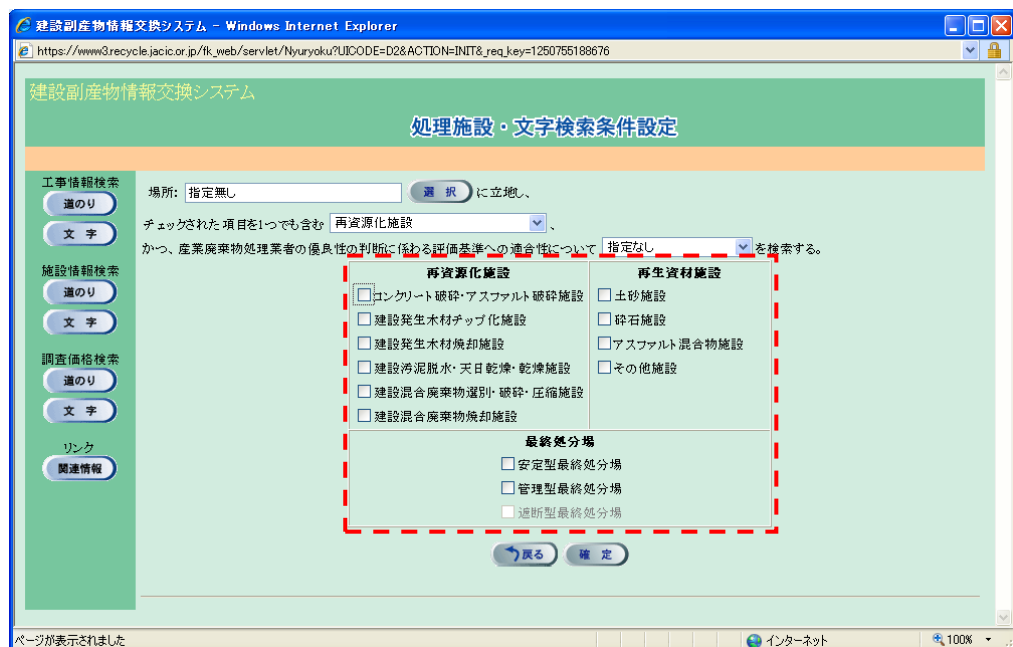 建設副産物情報交換システム - Windows Internet Explorer
https://www3.recycle.jacic.or.jp/fk_web/servlet/Nyuryoku?UICODE=D2&ACTION=INIT&_req_key=1250755188676
建設副産物情報交換システム
処理施設・文字検索条件設定
工事情報検索
道のり
文 字
施設情報検索
道のり
文 字
調査価格検索
道のり
文 字
リンク
関連情報
場所: 指定無し 選 択 に立地し、
チェックされた項目を1つでも含む 再資源化施設 、
かつ、産業廃棄物処理業者の優良性の判断に係わる評価基準への適合性について 指定なし を検索する。
再資源化施設
コンクリート破砕・アスファルト破砕施設
建設発生木材チップ化施設
建設発生木材焼却施設
建設汚泥脱水・天日乾燥・乾燥施設
建設混合廃棄物選別・破砕・圧縮施設
建設混合廃棄物焼却施設
再生資材施設
土砂施設
砕石施設
アスファルト混合物施設
その他施設
最終処分場
安定型最終処分場
管理型最終処分場
遮断型最終処分場
戻る 確 定
ページが表示されました インターネット 100%